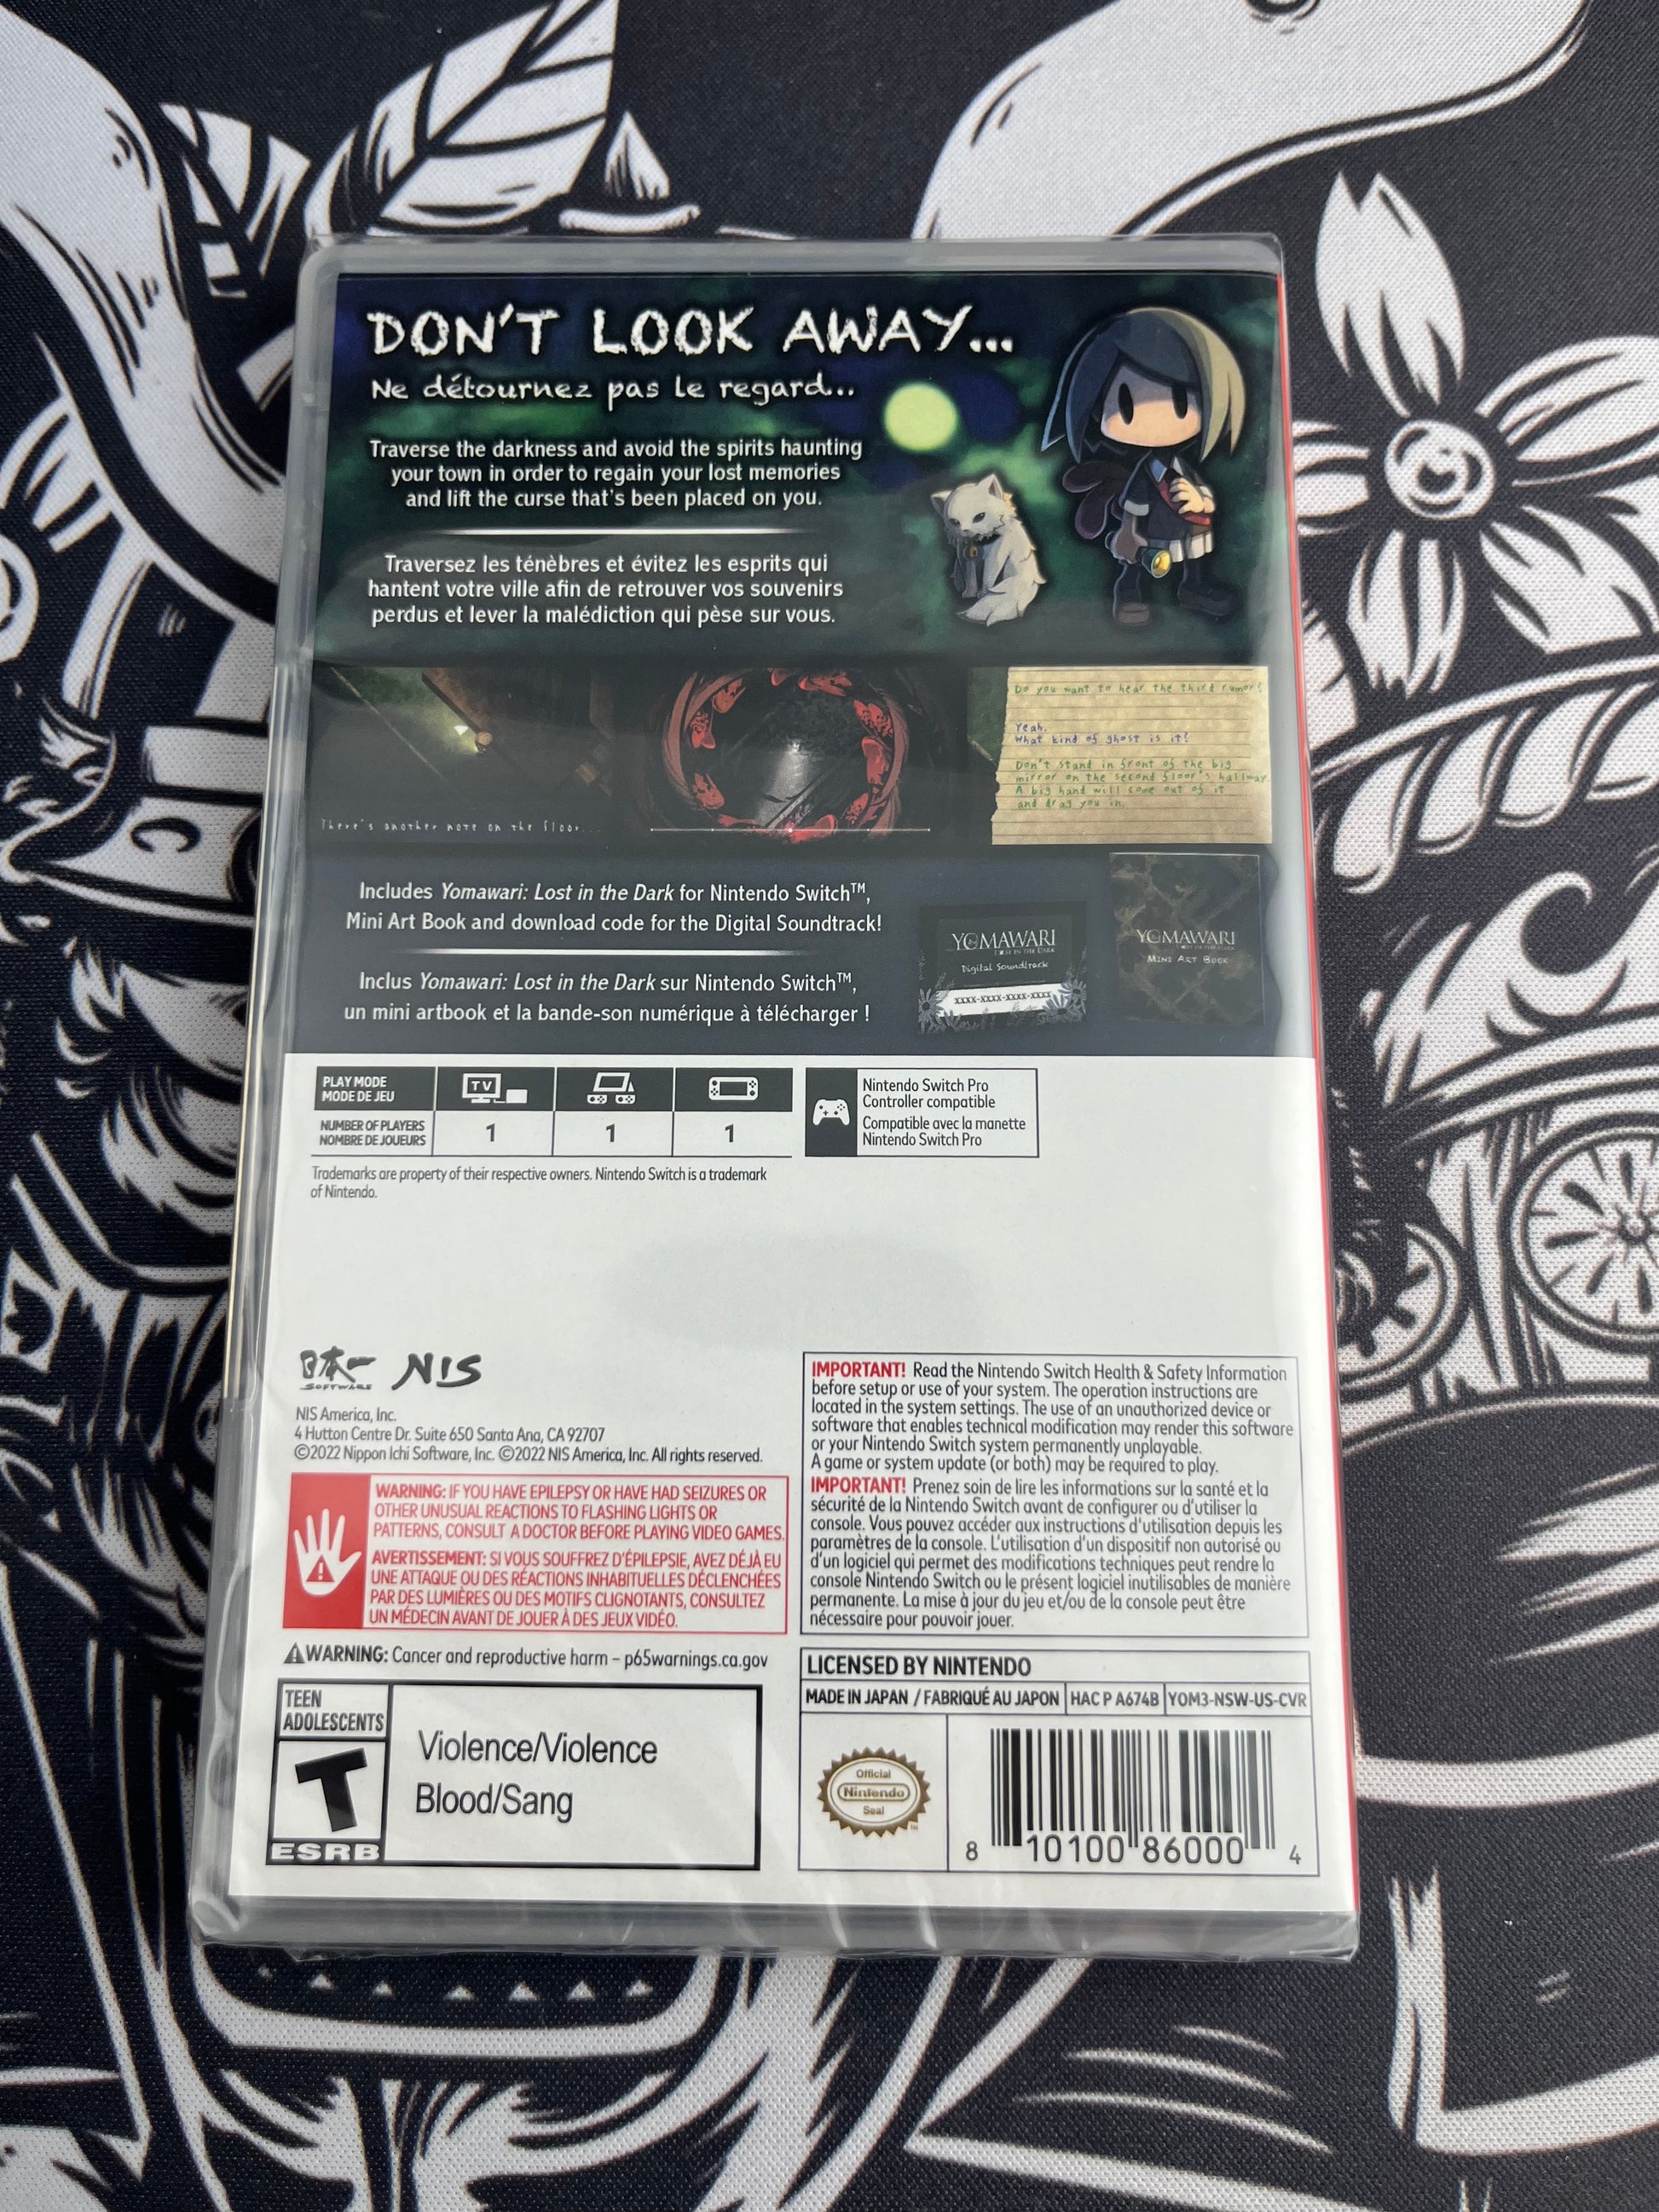 DON'T LOOK AWAY...
Ne détournez pas le regard...
Traverse the darkness and avoid the spirits haunting
your town in order to regain your lost memories
and lift the curse that's been placed on you.
Traversez les ténèbres et évitez les esprits qui
hantent votre ville afin de retrouver vos souvenirs
perdus et lever la malédiction qui pèse sur vous.
There's another note on the floor...
Do you want to hear the third rumor?
Yeah.
What kind of ghost is it?
Don't stand in front of the big
mirror on the second floor's hallway.
A big hand will come out of it
and drag you in.
Includes Yomawari: Lost in the Dark for Nintendo Switch™,
Mini Art Book and download code for the Digital Soundtrack!
Inclus Yomawari: Lost in the Dark sur Nintendo Switch™,
un mini artbook et la bande-son numérique à télécharger !
YOMAWARI
LOST IN THE DARK
Digital Soundtrack
XXXX-XXXX-XXXX-XXXX
YOMAWARI
LOST IN THE DARK
MINI ART BOOK
PLAY MODE
MODE DE JEU
TV
NUMBER OF PLAYERS
NOMBRE DE JOUEURS
1 1 1
Nintendo Switch Pro
Controller compatible
Compatible avec la manette
Nintendo Switch Pro
Trademarks are property of their respective owners. Nintendo Switch is a trademark
of Nintendo.
日本一 NIS
SOFTWARE
NIS America, Inc.
4 Hutton Centre Dr. Suite 650 Santa Ana, CA 92707
©2022 Nippon Ichi Software, Inc. ©2022 NIS America, Inc. All rights reserved.
WARNING: IF YOU HAVE EPILEPSY OR HAVE HAD SEIZURES OR
OTHER UNUSUAL REACTIONS TO FLASHING LIGHTS OR
PATTERNS, CONSULT A DOCTOR BEFORE PLAYING VIDEO GAMES.
AVERTISSEMENT: SI VOUS SOUFFREZ D'ÉPILEPSIE, AVEZ DÉJÀ EU
UNE ATTAQUE OU DES RÉACTIONS INHABITUELLES DÉCLENCHÉES
PAR DES LUMIÈRES OU DES MOTIFS CLIGNOTANTS, CONSULTEZ
UN MÉDECIN AVANT DE JOUER À DES JEUX VIDÉO.
WARNING: Cancer and reproductive harm – p65warnings.ca.gov
TEEN
ADOLESCENTS
T
ESRB
Violence/Violence
Blood/Sang
IMPORTANT! Read the Nintendo Switch Health & Safety Information
before setup or use of your system. The operation instructions are
located in the system settings. The use of an unauthorized device or
software that enables technical modification may render this software
or your Nintendo Switch system permanently unplayable.
A game or system update (or both) may be required to play.
IMPORTANT! Prenez soin de lire les informations sur la santé et la
sécurité de la Nintendo Switch avant de configurer ou d'utiliser la
console. Vous pouvez accéder aux instructions d'utilisation depuis les
paramètres de la console. L'utilisation d'un dispositif non autorisé ou
d'un logiciel qui permet des modifications techniques peut rendre la
console Nintendo Switch ou le présent logiciel inutilisables de manière
permanente. La mise à jour du jeu et/ou de la console peut être
nécessaire pour pouvoir jouer.
LICENSED BY NINTENDO
MADE IN JAPAN / FABRIQUÉ AU JAPON HAC P A674B YOM3-NSW-US-CVR
Official
Nintendo
Seal
8 10100 86000 4